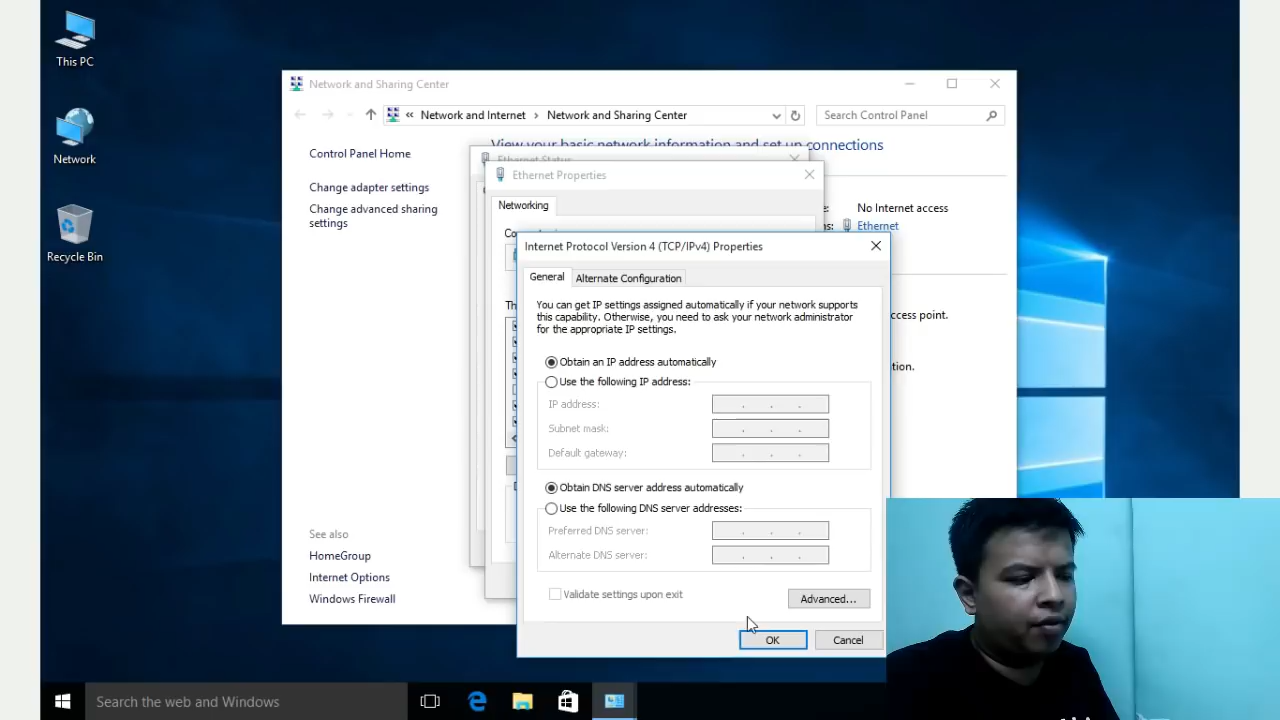 This PC
Network
Recycle Bin
Network and Sharing Center
Network and Internet > Network and Sharing Center
Search Control Panel
Control Panel Home
Change adapter settings
Change advanced sharing
settings
See also
HomeGroup
Internet Options
Windows Firewall
View your basic network information and set up connections
No Internet access
Ethernet
Ethernet Status
Ethernet Properties
Networking
Internet Protocol Version 4 (TCP/IPv4) Properties
General
Alternate Configuration
You can get IP settings assigned automatically if your network supports
this capability. Otherwise, you need to ask your network administrator
for the appropriate IP settings.
Obtain an IP address automatically
Use the following IP address:
IP address:
Subnet mask:
Default gateway:
Obtain DNS server address automatically
Use the following DNS server addresses:
Preferred DNS server:
Alternate DNS server:
Validate settings upon exit
Advanced...
OK
Cancel
Search the web and Windows